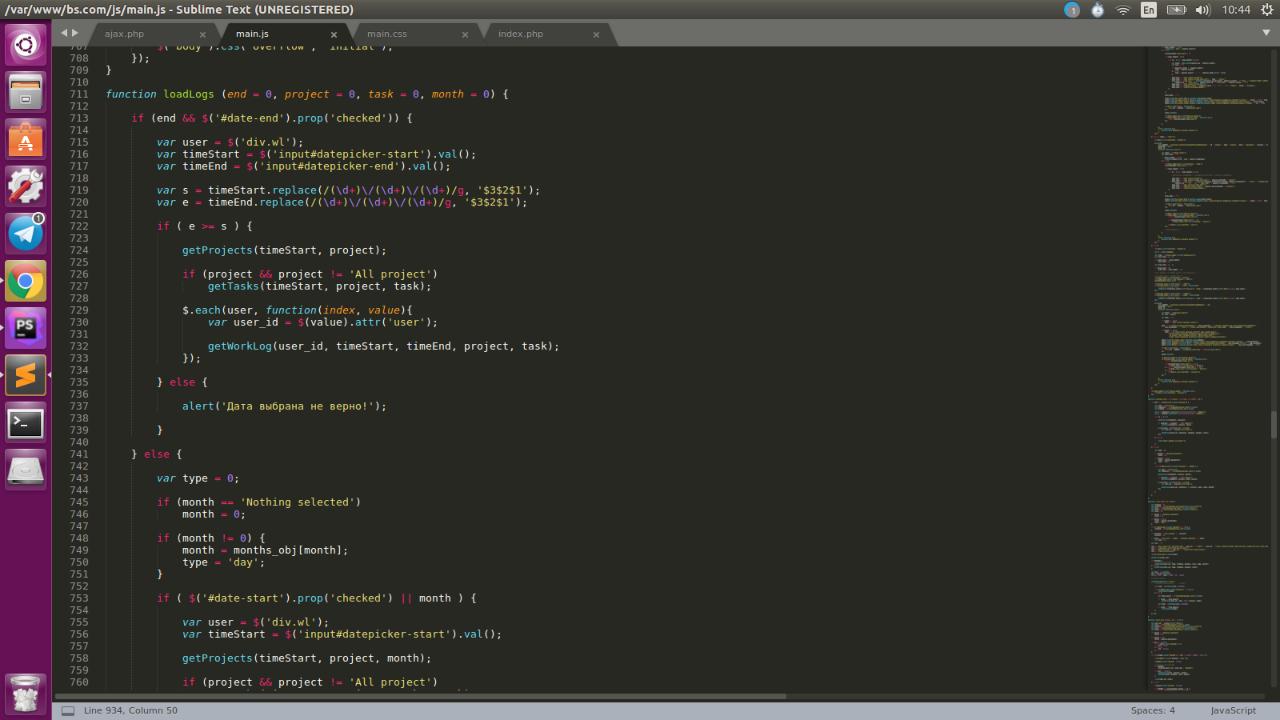 /var/www/bs.com/js/main.js - Sublime Text (UNREGISTERED)
En
10:44
ajax.php
main.js
main.css
index.php
707 $('body').css('overflow', 'initial');
708 });
709 }
710
711 function loadLogs (end = 0, project = 0, task = 0, month = 0) {
712
713 if (end && $('#date-end').prop('checked')) {
714
715 var user = $('div.wl');
716 var timeStart = $('input#datepicker-start').val();
717 var timeEnd = $('input#datepicker-end').val();
718
719 var s = timeStart.replace(/(\d+)\/(\d+)\/(\d+)/g, '$3$2$1');
720 var e = timeEnd.replace(/(\d+)\/(\d+)\/(\d+)/g, '$3$2$1');
721
722 if ( e >= s) {
723
724 getProjects(timeStart, project);
725
726 if (project && project != 'All project')
727 getTasks(timeStart, project, task);
728
729 $.each(user, function(index, value){
730 var user_id = $(value).attr('user');
731
732 getWorkLog(user_id, timeStart, timeEnd, project, task);
733 });
734
735 } else {
736
737 alert('Дата выбрана не верно!');
738
739 }
740
741 } else {
742
743 var type = 0;
744
745 if (month == 'Nothing selected')
746 month = 0;
747
748 if (month != 0) {
749 month = months_obj[month];
750 type = 'day';
751 }
752
753 if ($('#date-start').prop('checked') || month) {
754
755 var user = $('div.wl');
756 var timeStart = $('input#datepicker-start').val();
757
758 getProjects(timeStart, project, month);
759
760 if (project && project != 'All project')
Line 934, Column 50
Spaces: 4
JavaScript
1